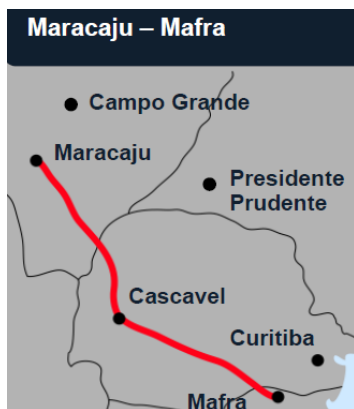 Maracaju – Mafra
Campo Grande
Maracaju
Presidente
Prudente
Cascavel
Curitiba
Mafra